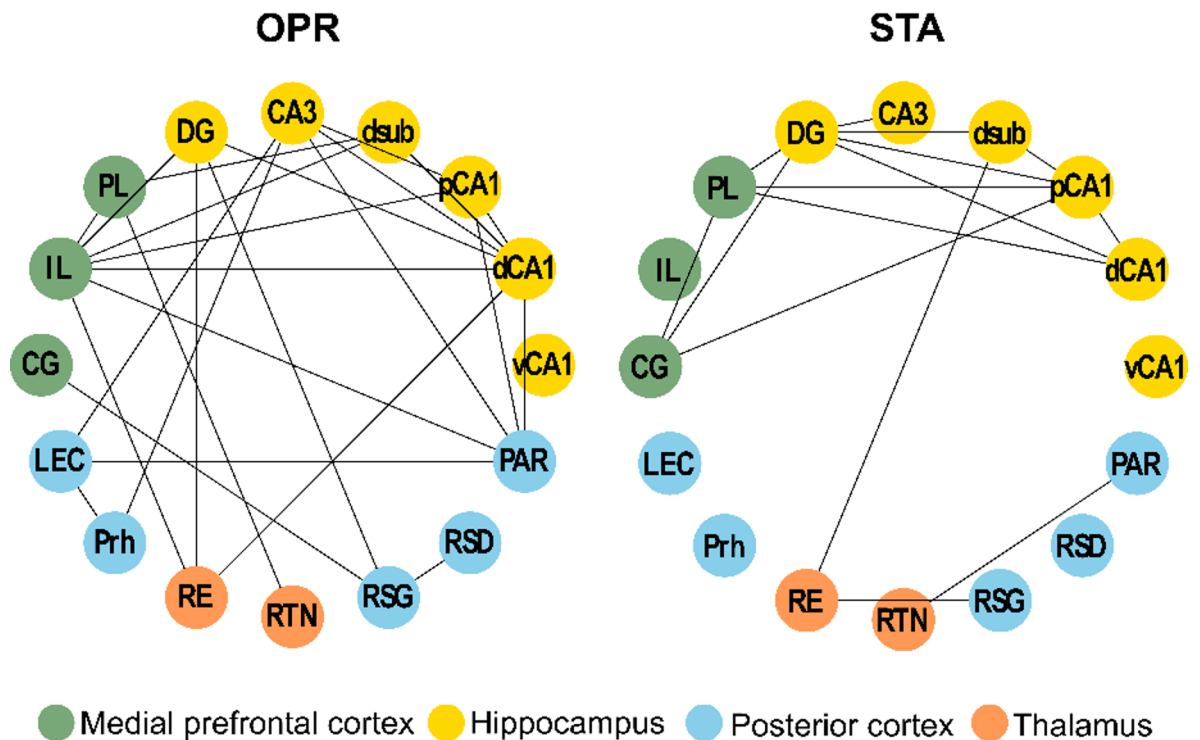 OPR
CA3
DG
dsub
PL
pCA1
IL
dCA1
CG
vCA1
LEC
PAR
Prh
RSD
RE
RTN
RSG
STA
CA3
DG
dsub
PL
pCA1
IL
dCA1
CG
vCA1
LEC
PAR
Prh
RSD
RE
RTN
RSG
Medial prefrontal cortex Hippocampus Posterior cortex Thalamus